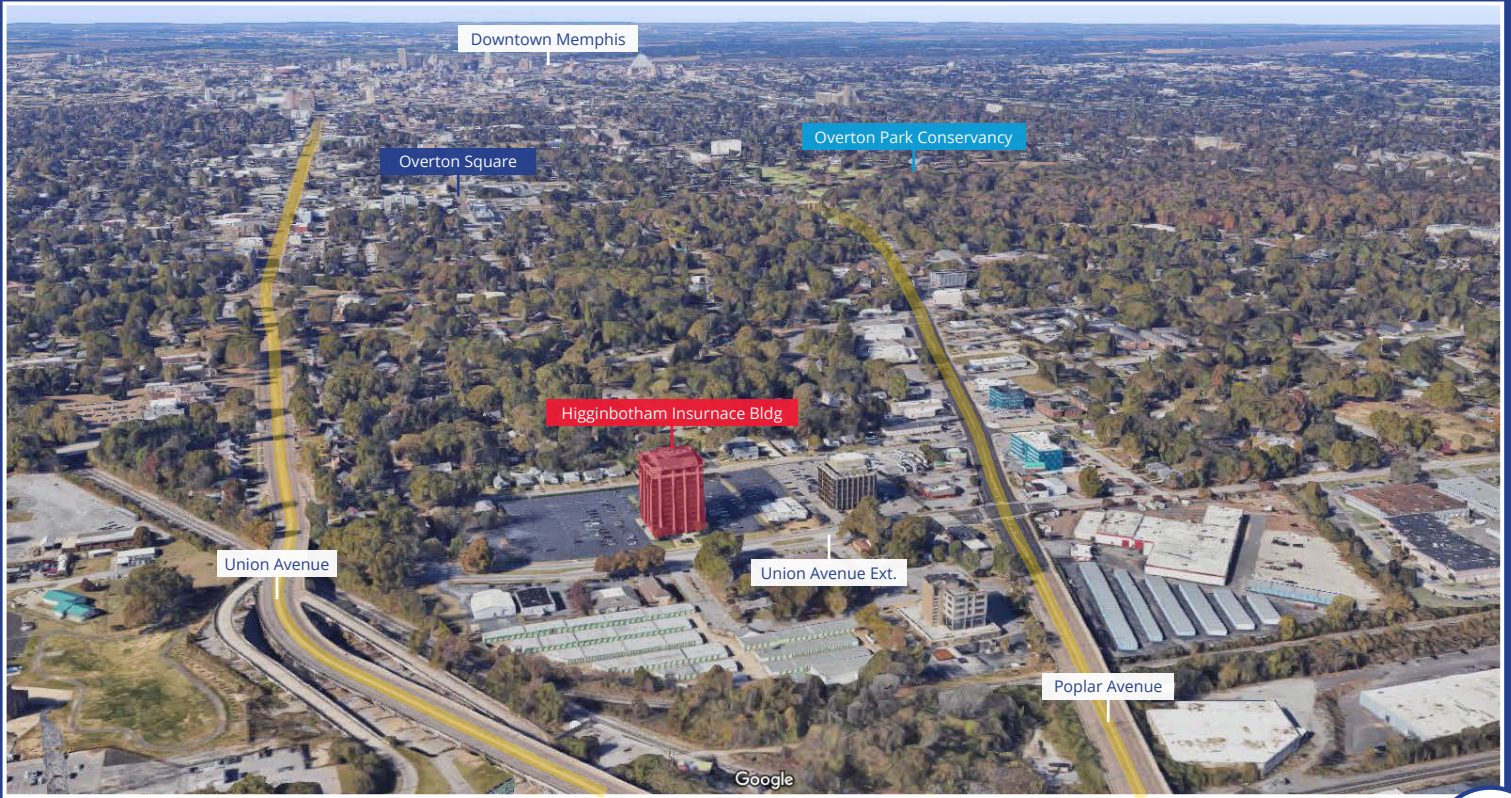 Downtown Memphis
Overton Park Conservancy
Overton Square
Higginbotham Insurnace Bldg
Union Avenue
Union Avenue Ext.
Poplar Avenue
Google